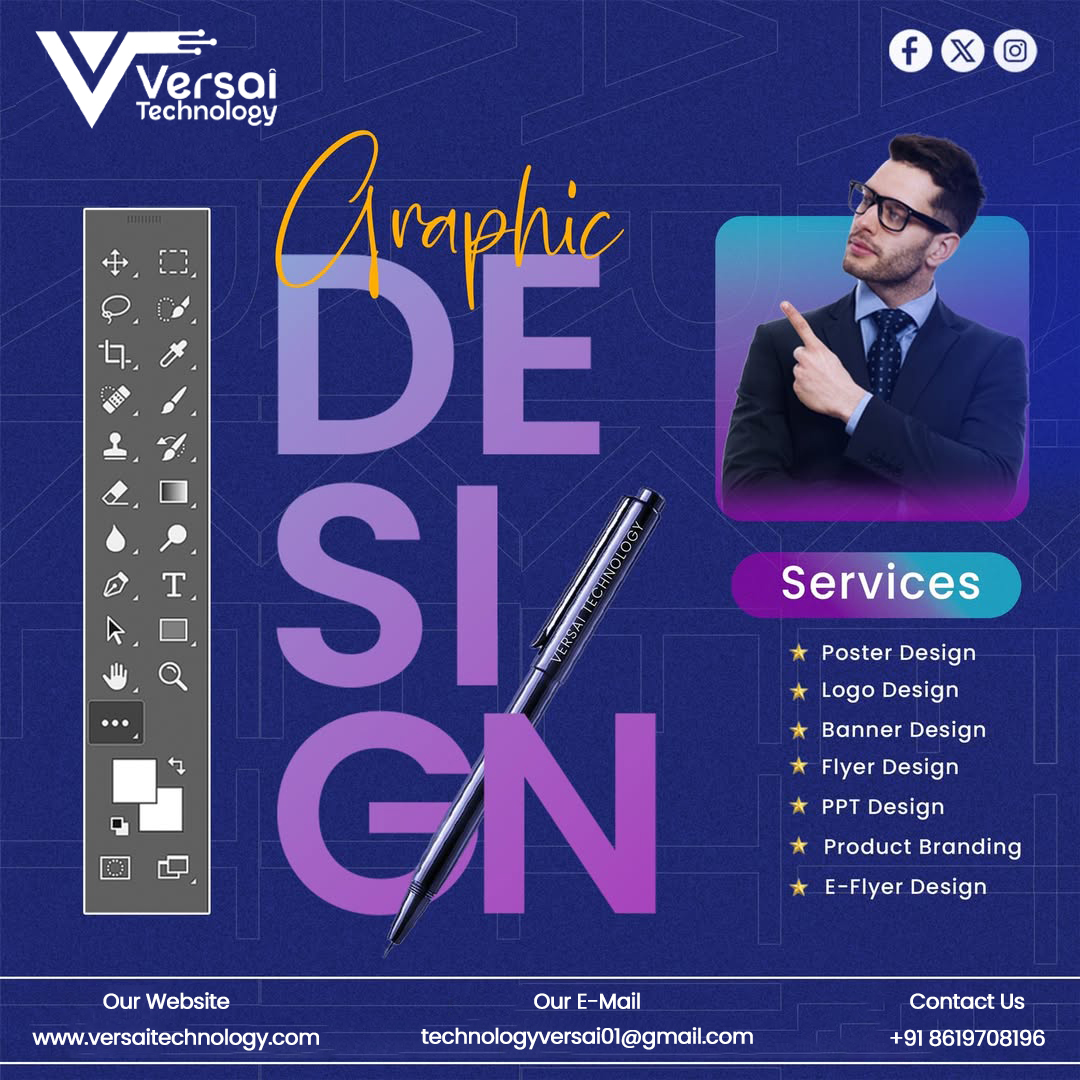 Versaî
Technology
Graphic
DE
SI
GN
VERSAI TECHNOLOGY
Services
Poster Design
Logo Design
Banner Design
Flyer Design
PPT Design
Product Branding
E-Flyer Design
Our Website
www.versaitechnology.com
Our E-Mail
technologyversai01@gmail.com
Contact Us
+91 8619708196